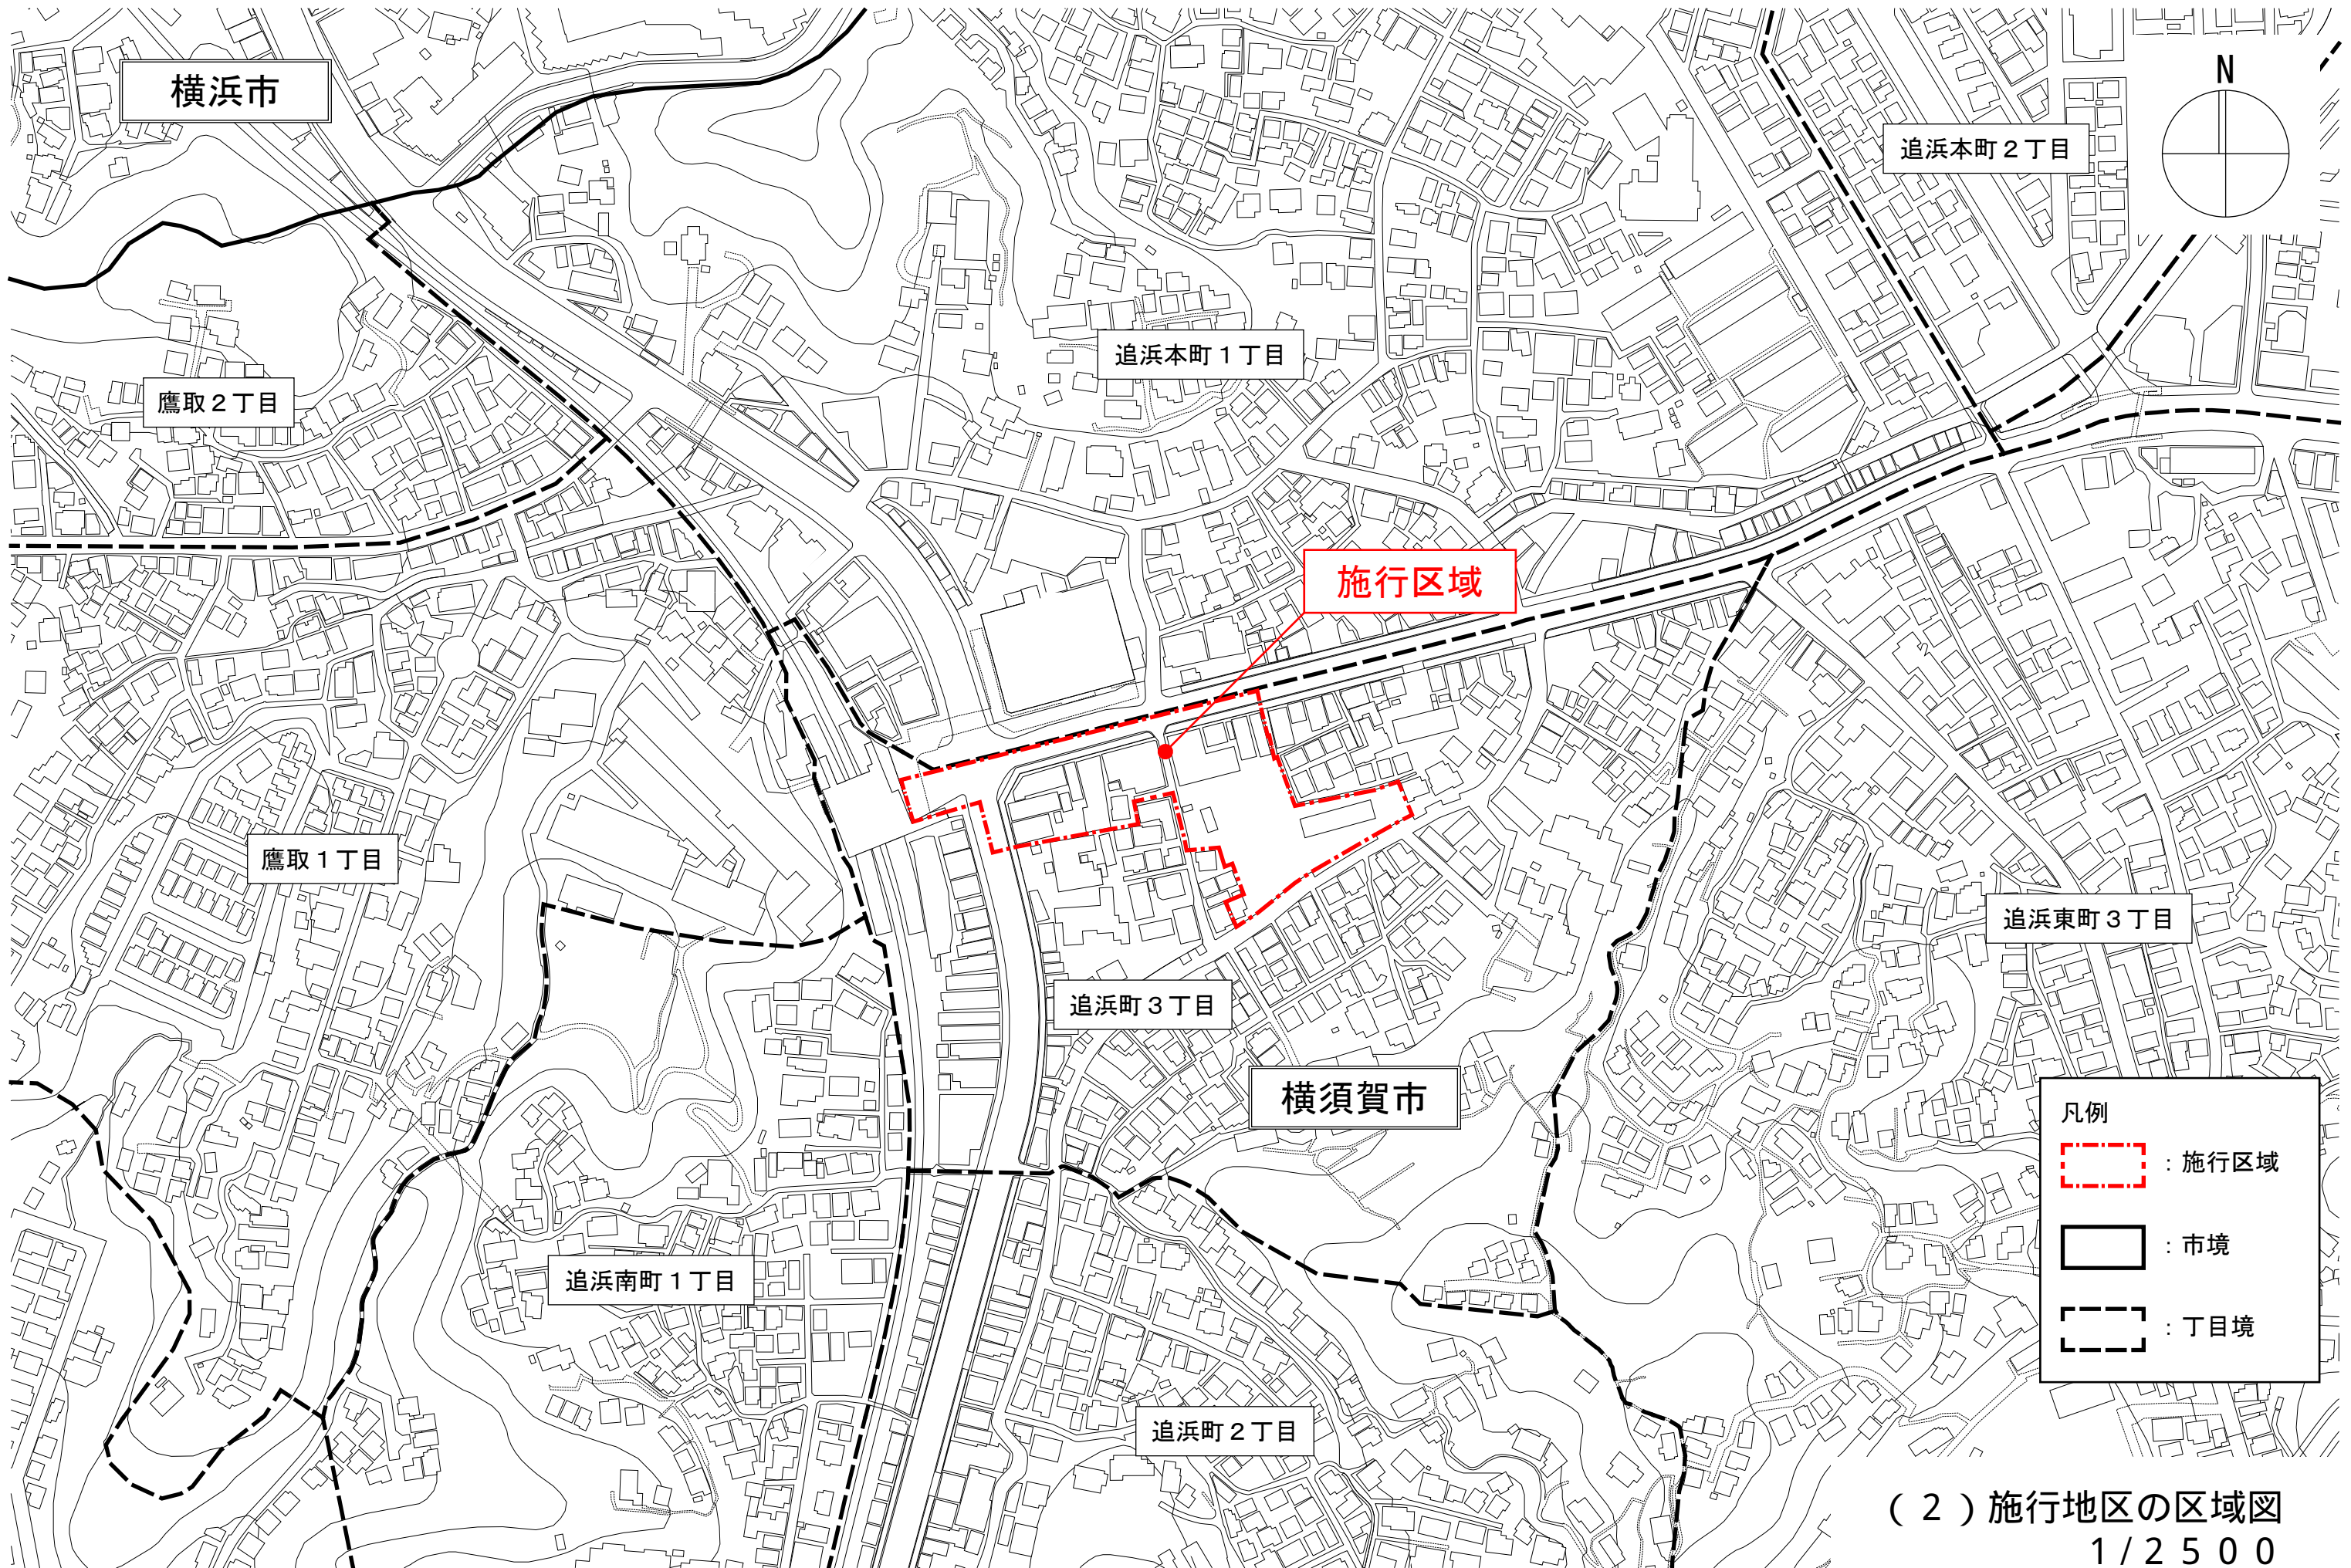 横浜市
N
追浜本町２丁目
追浜本町１丁目
鷹取２丁目
施行区域
鷹取１丁目
追浜東町３丁目
追浜町３丁目
横須賀市
追浜南町１丁目
追浜町２丁目
凡例
：施行区域
：市境
：丁目境
（２）施行地区の区域図
１/２５００